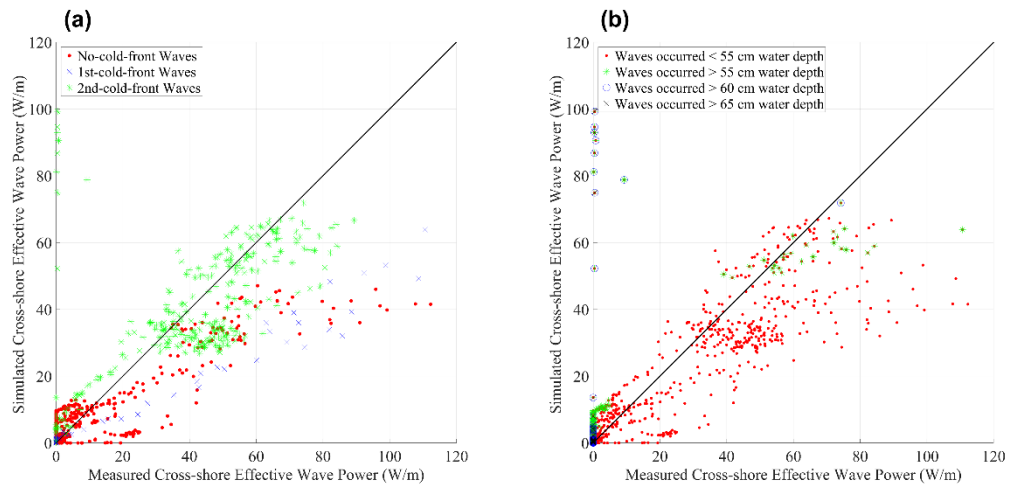 (a)
120
100
80
60
40
20
0
0 20 40 60 80 100 120
Simulated Cross-shore Effective Wave Power (W/m)
Measured Cross-shore Effective Wave Power (W/m)
No-cold-front Waves
1st-cold-front Waves
2nd-cold-front Waves
(b)
120
100
80
60
40
20
0
0 20 40 60 80 100 120
Simulated Cross-shore Effective Wave Power (W/m)
Measured Cross-shore Effective Wave Power (W/m)
Waves occurred < 55 cm water depth
Waves occurred > 55 cm water depth
Waves occurred > 60 cm water depth
Waves occurred > 65 cm water depth